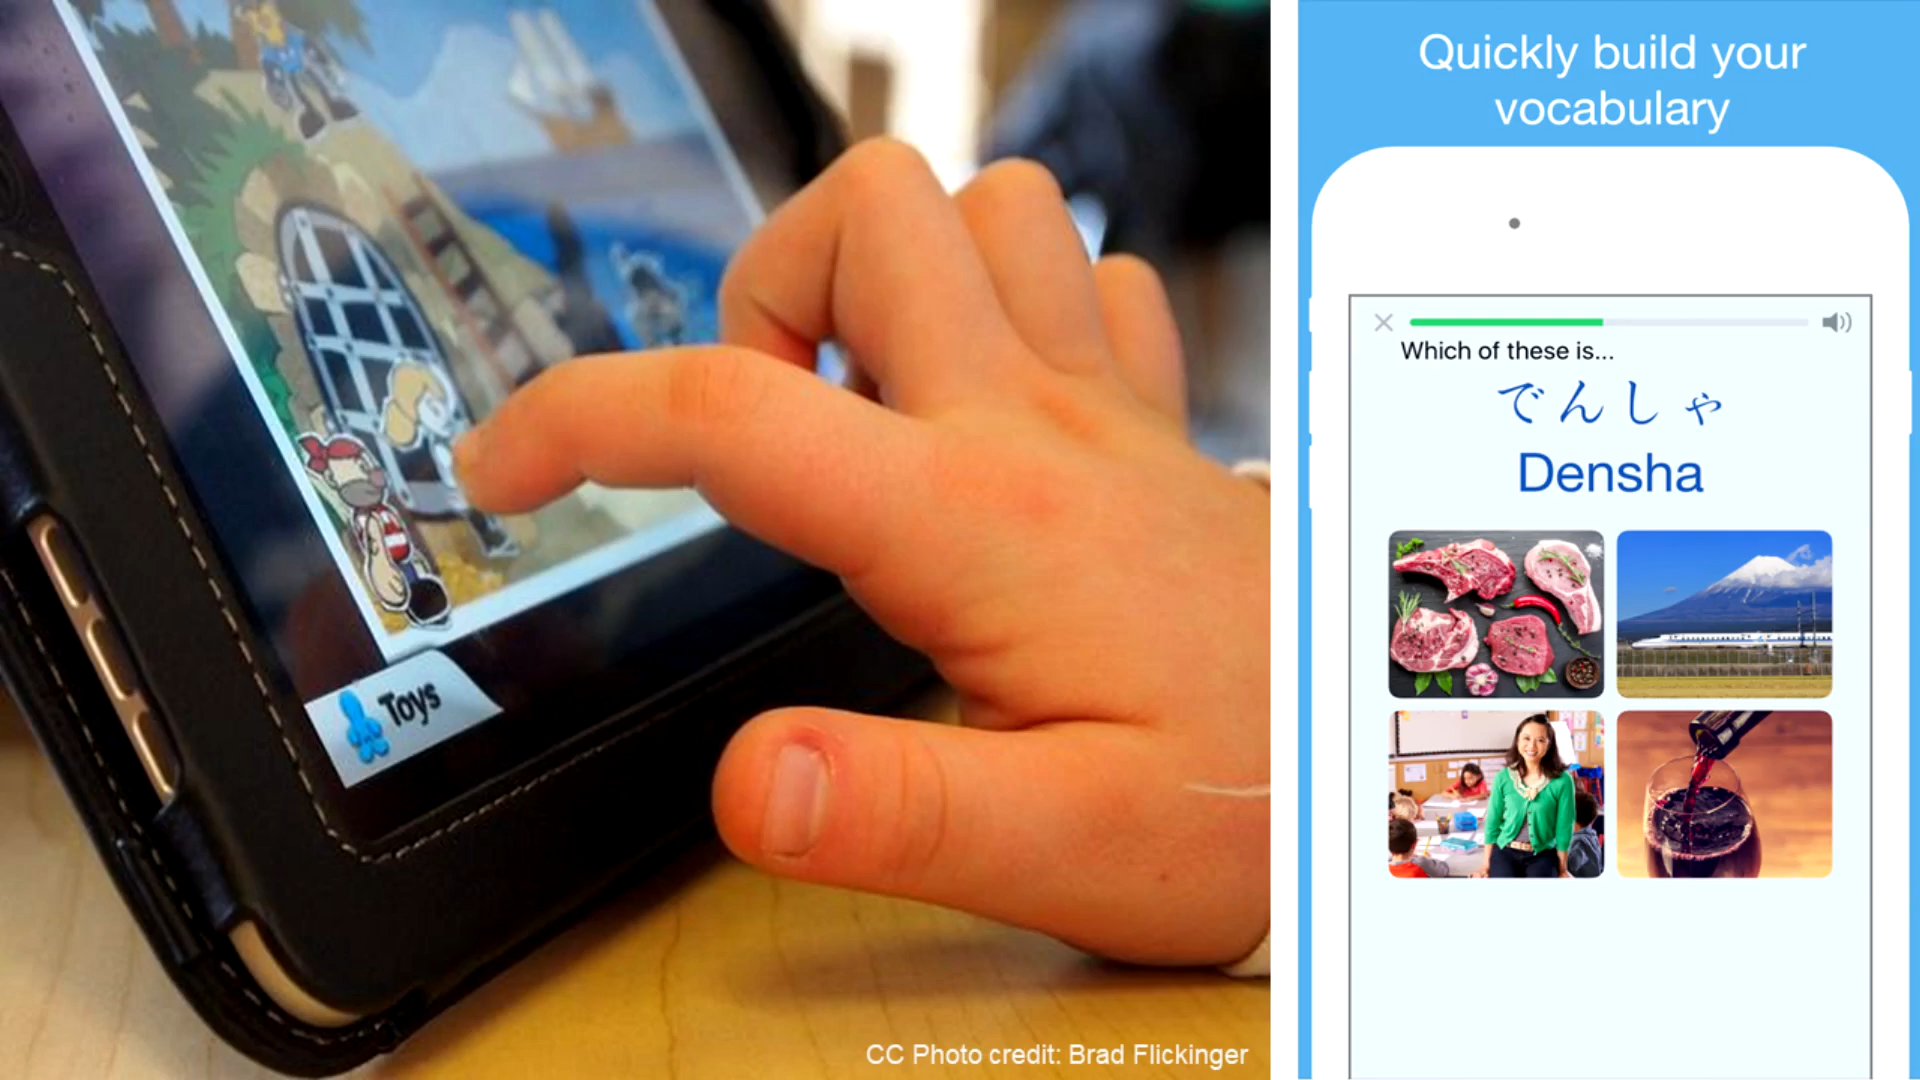 Toys
CC Photo credit: Brad Flickinger
Quickly build your
vocabulary
Which of these is...
でんしゃ
Densha